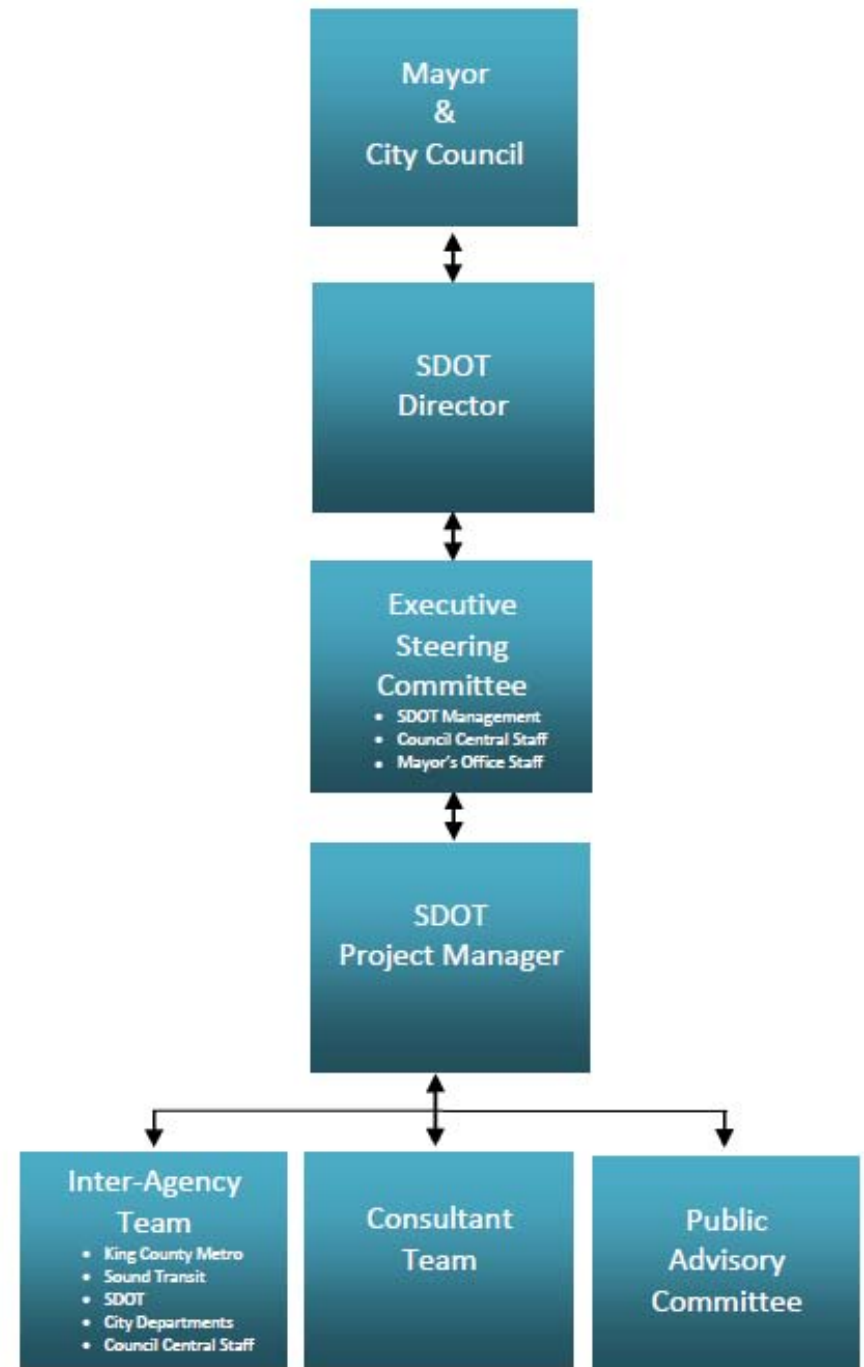 Mayor
&
City Council
SDOT
Director
Executive
Steering
Committee
• SDOT Management
• Council Central Staff
• Mayor's Office Staff
SDOT
Project Manager
Inter-Agency
Team
• King County Metro
• Sound Transit
• SDOT
• City Departments
• Council Central Staff
Consultant
Team
Public
Advisory
Committee